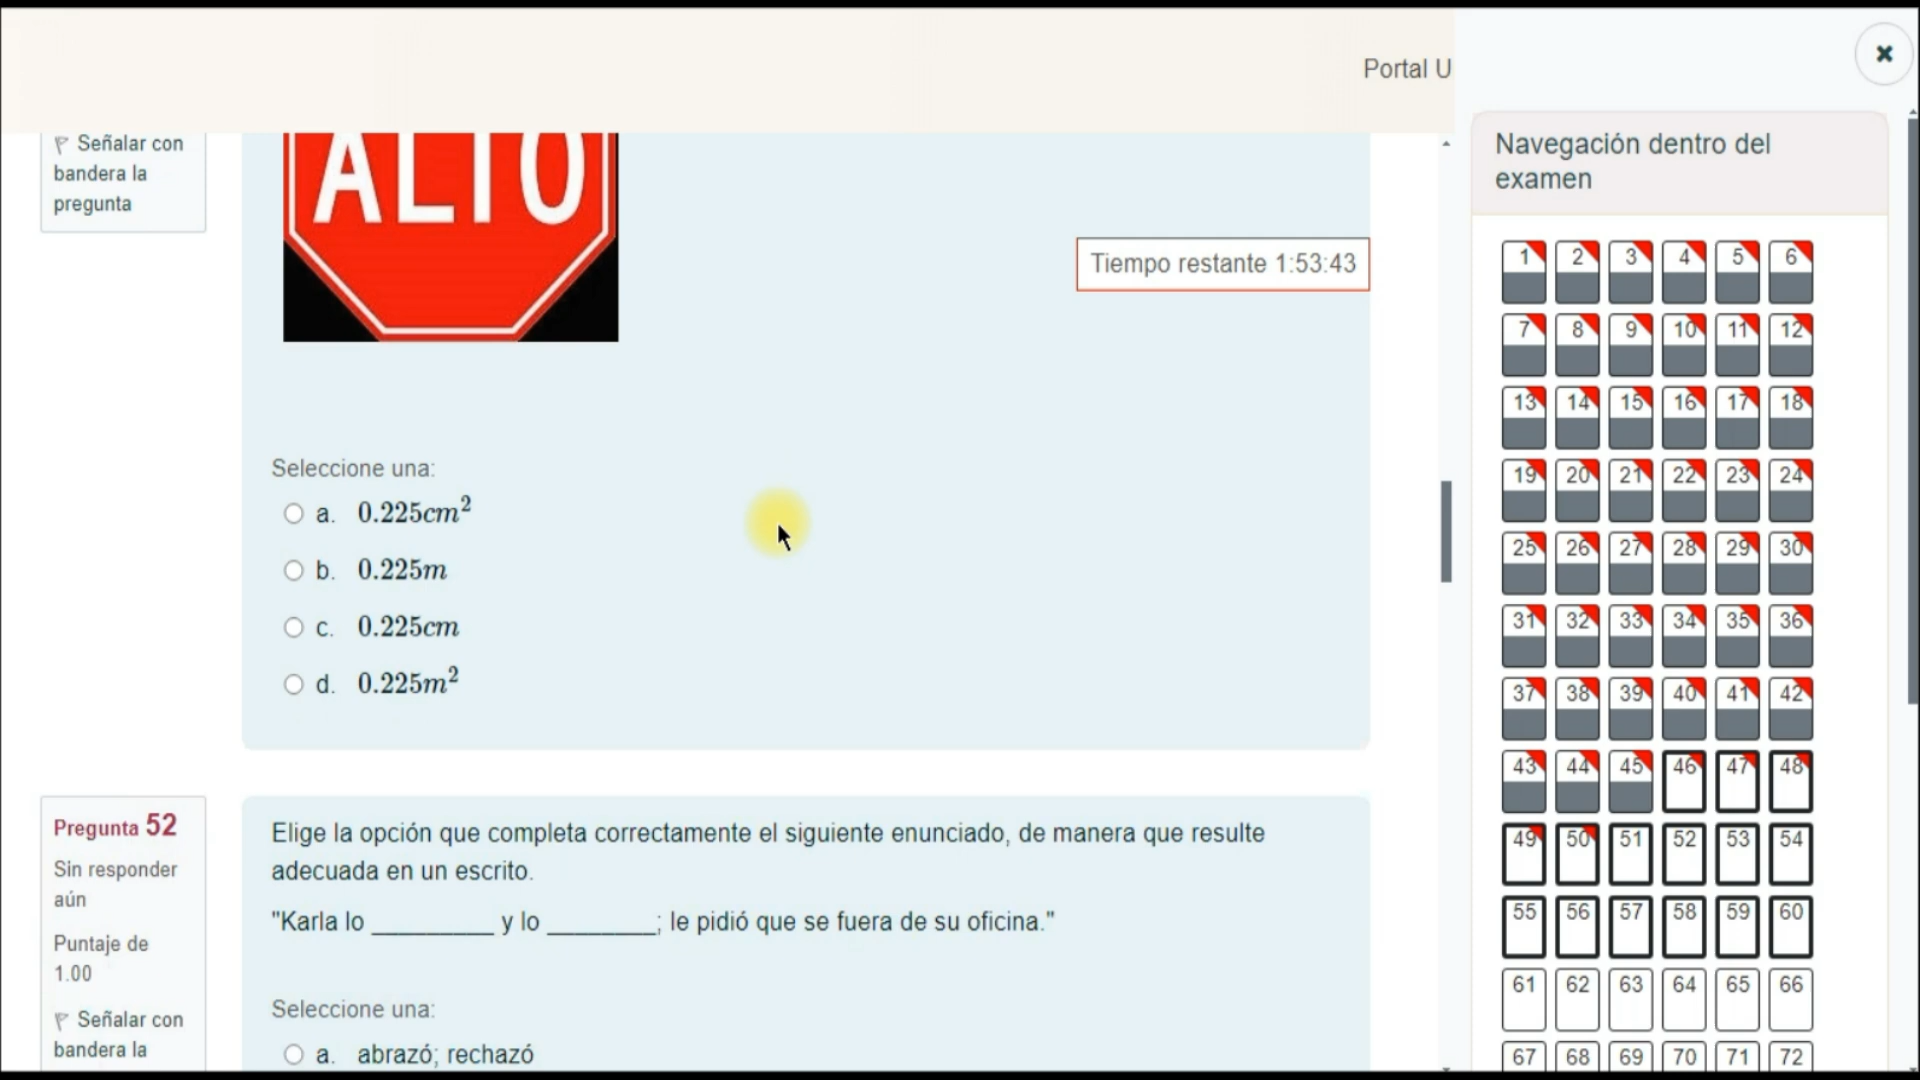 Portal U
Señalar con
bandera la
pregunta
ALTO
Tiempo restante 1:53:43
Seleccione una:
a. 0.225cm²
b. 0.225m
c. 0.225cm
d. 0.225m²
Pregunta 52
Sin responder
aún
Puntaje de
1.00
Señalar con
bandera la
Elige la opción que completa correctamente el siguiente enunciado, de manera que resulte
adecuada en un escrito.
"Karla lo _________ y lo ________; le pidió que se fuera de su oficina."
Seleccione una:
a. abrazó; rechazó
Navegación dentro del
examen
1 2 3 4 5 6
7 8 9 10 11 12
13 14 15 16 17 18
19 20 21 22 23 24
25 26 27 28 29 30
31 32 33 34 35 36
37 38 39 40 41 42
43 44 45 46 47 48
49 50 51 52 53 54
55 56 57 58 59 60
61 62 63 64 65 66
67 68 69 70 71 72